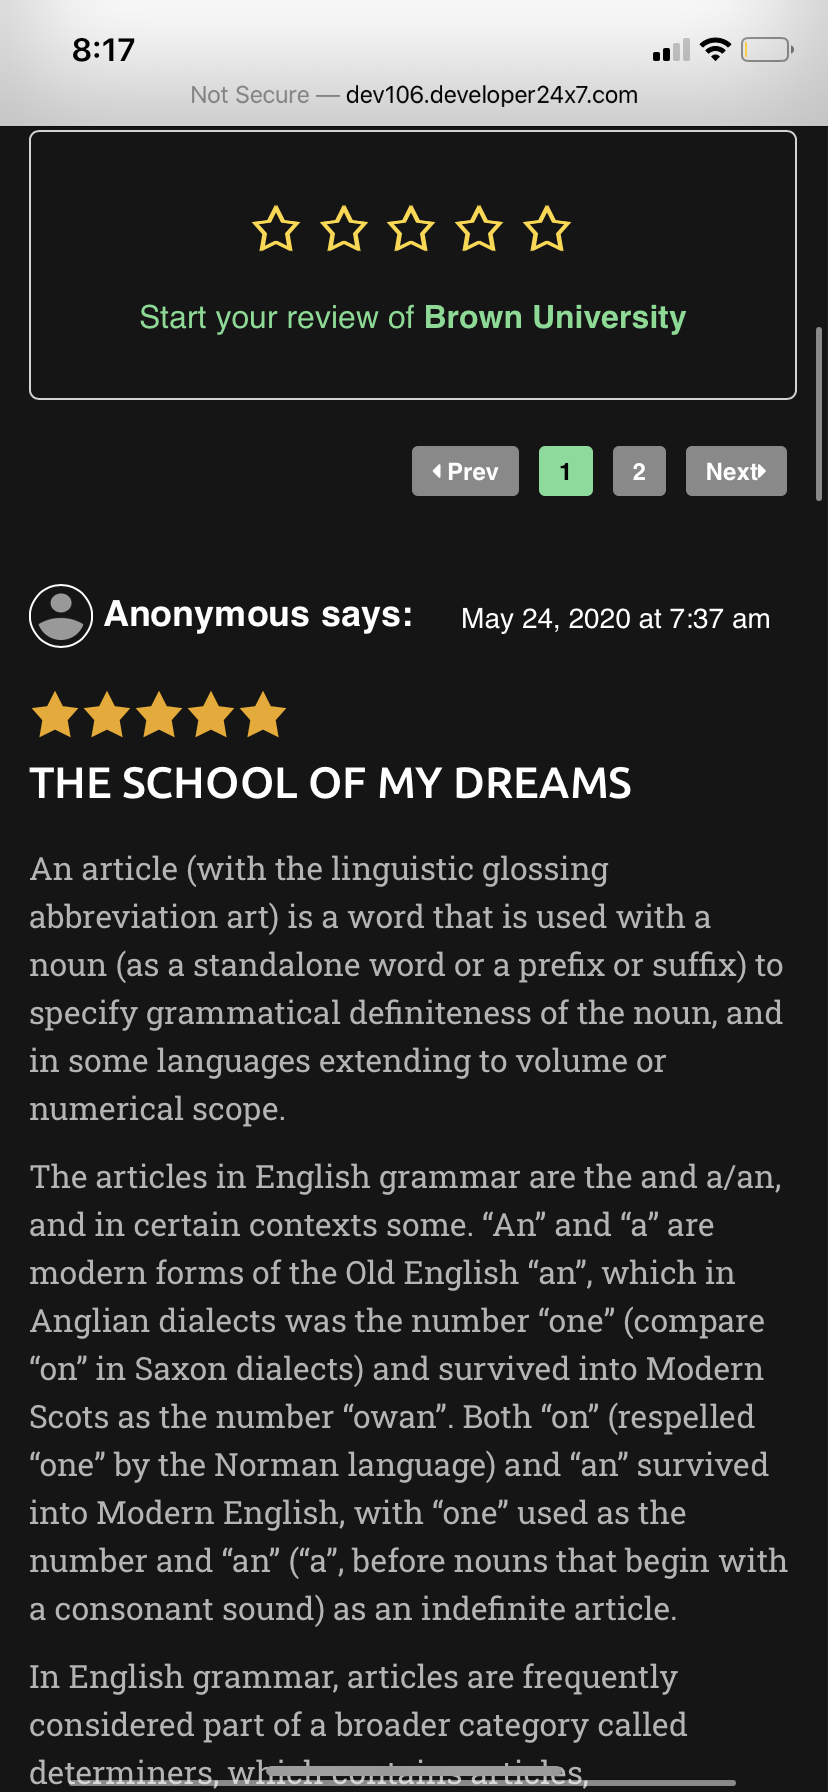 8:17
Not Secure — dev106.developer24x7.com
Start your review of Brown University
Prev 1 2 Next
Anonymous says: May 24, 2020 at 7:37 am
THE SCHOOL OF MY DREAMS
An article (with the linguistic glossing
abbreviation art) is a word that is used with a
noun (as a standalone word or a prefix or suffix) to
specify grammatical definiteness of the noun, and
in some languages extending to volume or
numerical scope.
The articles in English grammar are the and a/an,
and in certain contexts some. “An” and “a” are
modern forms of the Old English “an”, which in
Anglian dialects was the number “one” (compare
“on” in Saxon dialects) and survived into Modern
Scots as the number “owan”. Both “on” (respelled
“one” by the Norman language) and “an” survived
into Modern English, with “one” used as the
number and “an” (“a”, before nouns that begin with
a consonant sound) as an indefinite article.
In English grammar, articles are frequently
considered part of a broader category called
determiners, which contains articles,